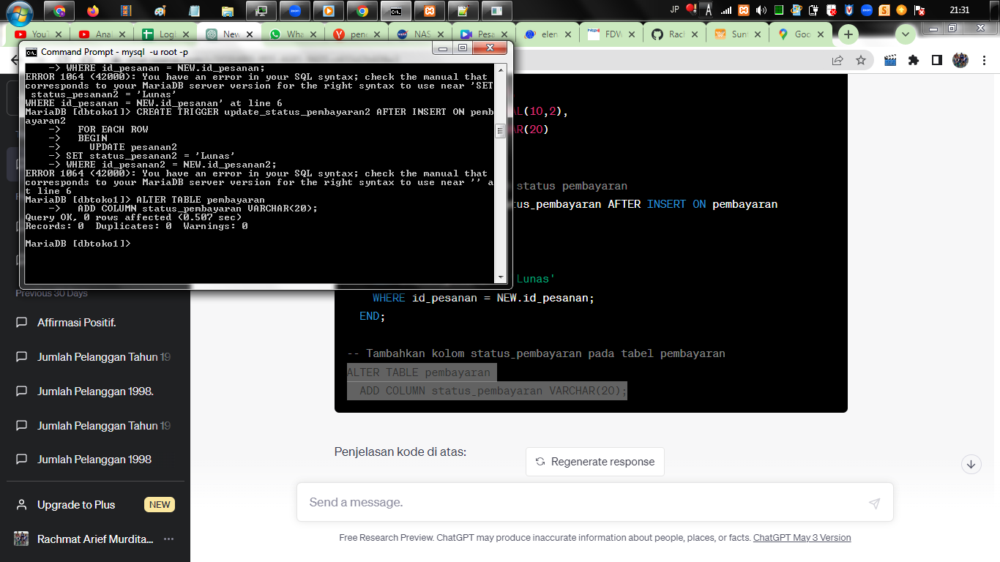 JP
A
21:31
YouT
Ana
Logl
New
Wha
pene
NAS
Pesa
elen
FDW
Rach
Sunl
Goo
Command Prompt - mysql -u root -p
-> WHERE id_pesanan = NEW.id_pesanan;
ERROR 1064 (42000): You have an error in your SQL syntax; check the manual that
corresponds to your MariaDB server version for the right syntax to use near 'SET
status_pesanan2 = 'Lunas'
WHERE id_pesanan = NEW.id_pesanan' at line 6
MariaDB [dbtoko1]> CREATE TRIGGER update_status_pembayaran2 AFTER INSERT ON pemb
ayaran2
-> FOR EACH ROW
-> BEGIN
-> UPDATE pesanan2
-> SET status_pesanan2 = 'Lunas'
-> WHERE id_pesanan2 = NEW.id_pesanan2;
ERROR 1064 (42000): You have an error in your SQL syntax; check the manual that
corresponds to your MariaDB server version for the right syntax to use near '' a
t line 6
MariaDB [dbtoko1]> ALTER TABLE pembayaran
-> ADD COLUMN status_pembayaran VARCHAR(20);
Query OK, 0 rows affected (0.507 sec)
Records: 0 Duplicates: 0 Warnings: 0
MariaDB [dbtoko1]>
AL(10,2),
AR(20)
status pembayaran
us_pembayaran AFTER INSERT ON pembayaran
Lunas'
WHERE id_pesanan = NEW.id_pesanan;
END;
-- Tambahkan kolom status_pembayaran pada tabel pembayaran
ALTER TABLE pembayaran
ADD COLUMN status_pembayaran VARCHAR(20);
Penjelasan kode di atas:
Regenerate response
Send a message.
Free Research Preview. ChatGPT may produce inaccurate information about people, places, or facts. ChatGPT May 3 Version
Previous 30 Days
Affirmasi Positif.
Jumlah Pelanggan Tahun 19
Jumlah Pelanggan 1998.
Jumlah Pelanggan Tahun 19
Jumlah Pelanggan 1998
Upgrade to Plus
NEW
Rachmat Arief Murdita...